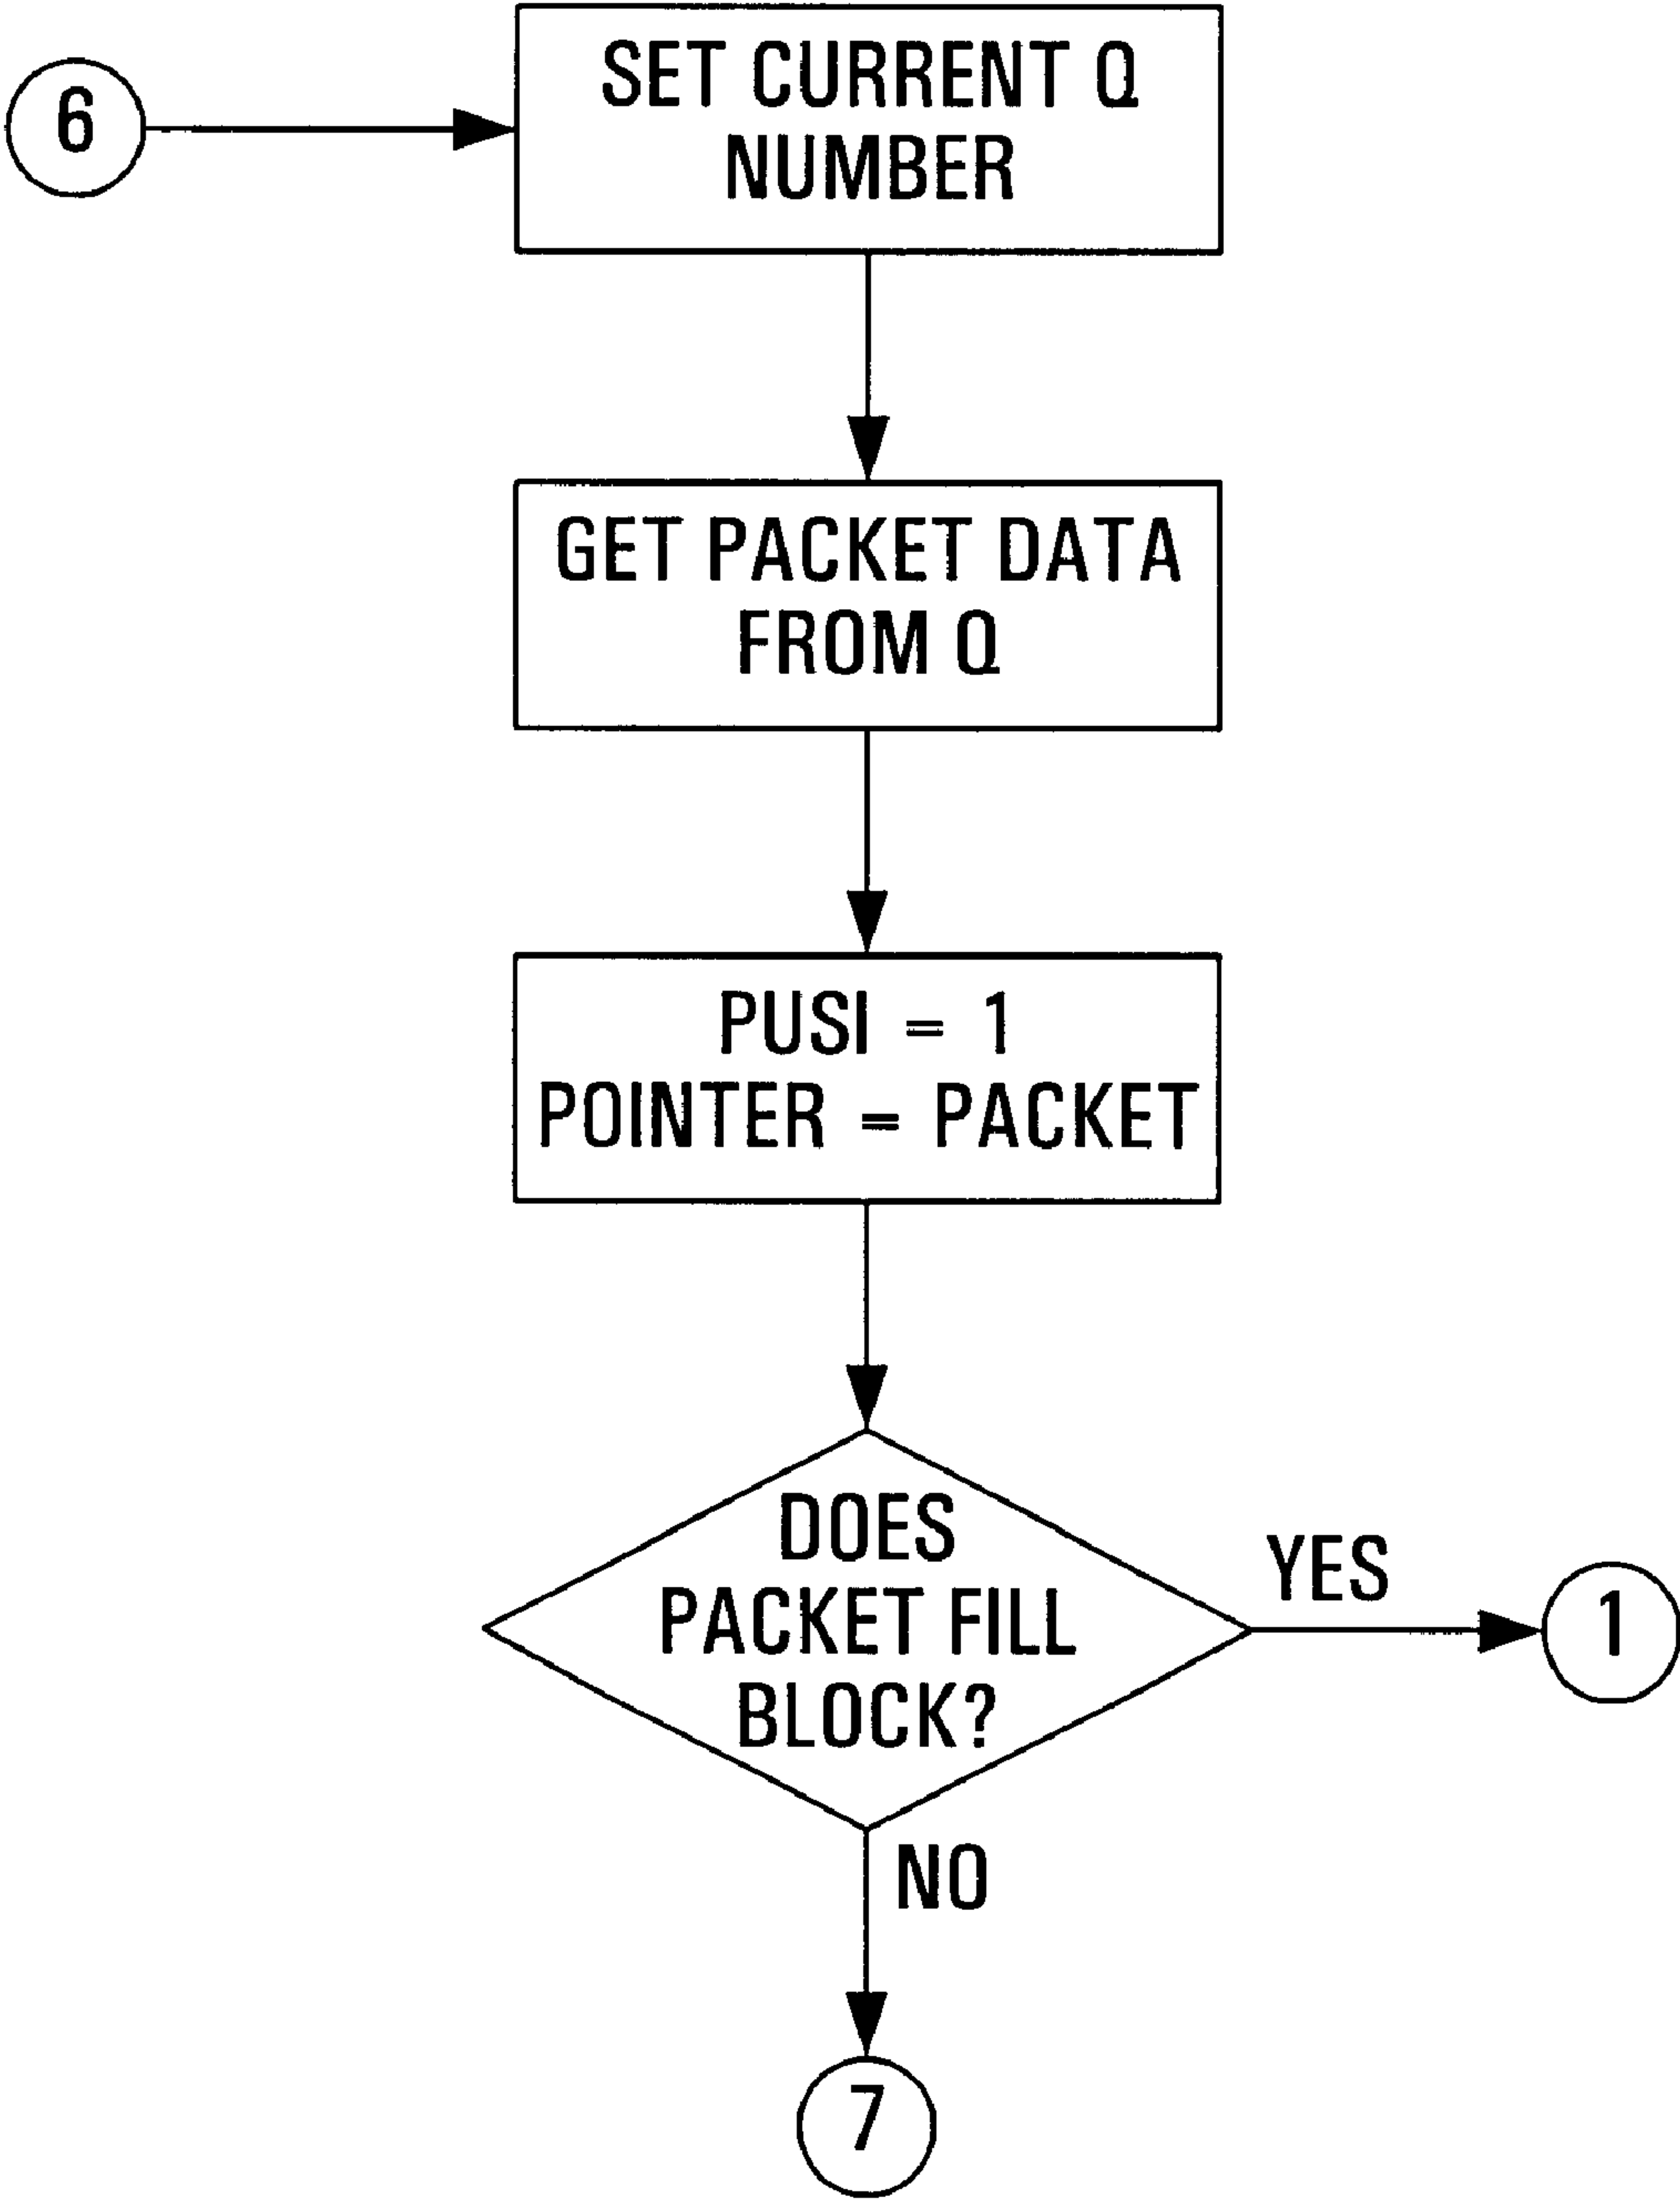 6
SET CURRENT Q
NUMBER
GET PACKET DATA
FROM Q
PUSI = 1
POINTER = PACKET
DOES
PACKET FILL
BLOCK?
YES
1
NO
7